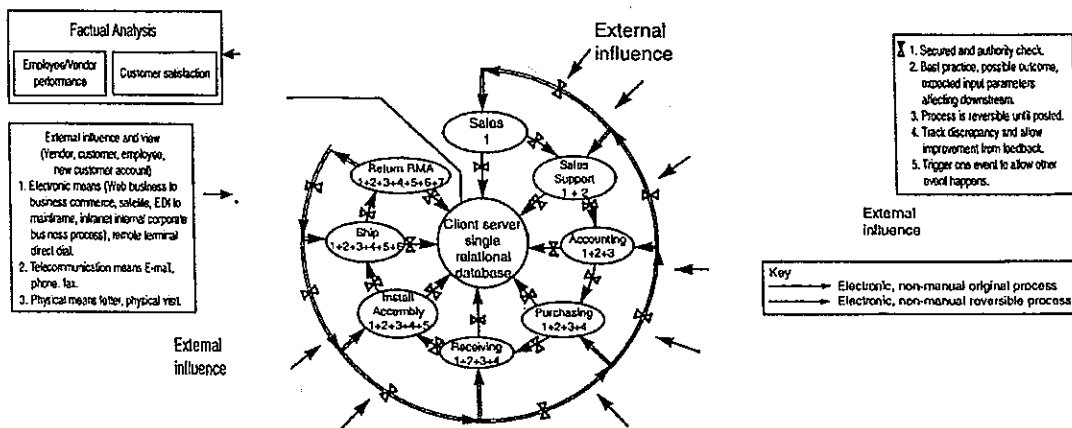 Factual Analysis
Employee/Vendor
performance
Customer satisfaction
External influence and view
(Vendor, customer, employee,
new customer account)
1. Electronic means (Web business to
business commerce, satelite, EDI to
mainframe, intranet internal corporate
business process), remote terminal
direct dial.
2. Telecommunication means E-mail,
phone, fax.
3. Physical means letter, physical visit.
External
influence
External
influence
Sales
1
Sales
Support
1 + 2
Accounting
1+2+3
Purchasing
1+2+3+4
Receiving
1+2+3+4
Install
Assembly
1+2+3+4+5
Ship
1+2+3+4+5+6
Return RMA
1+2+3+4+5+6+7
Client server
single
relational
database
1. Secured and authority check.
2. Best practice, possible outcome,
expected input parameters
affecting downstream.
3. Process is reversible until posted.
4. Track discrepancy and allow
improvement from feedback.
5. Trigger one event to allow other
event happens.
External
influence
Key
Electronic, non-manual original process
Electronic, non-manual reversible process